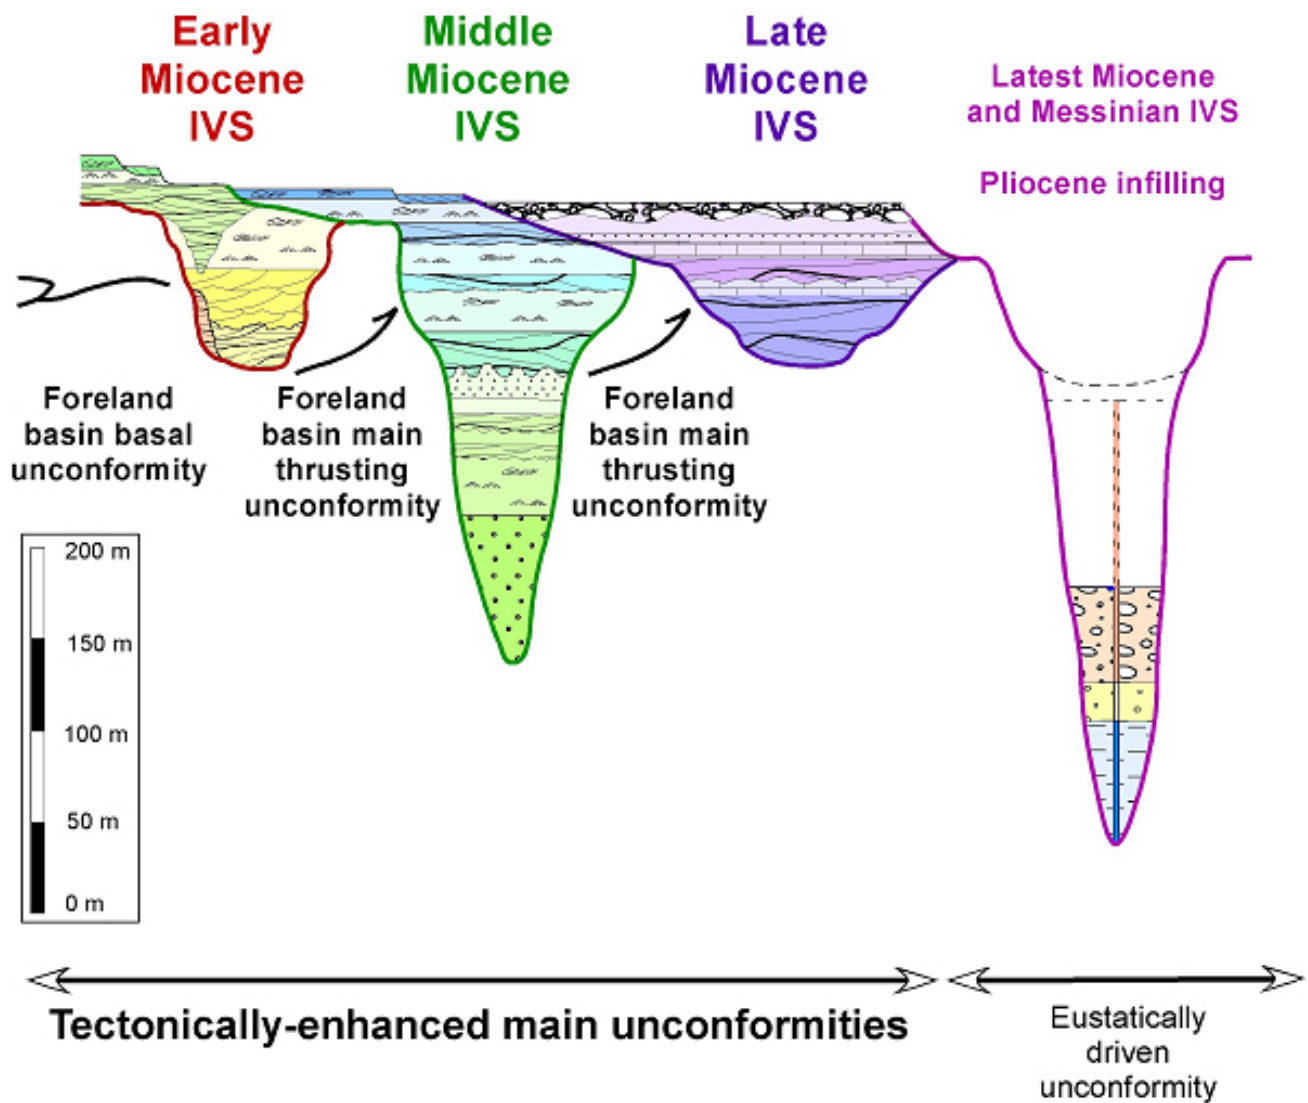 Early
Miocene
IVS
Middle
Miocene
IVS
Late
Miocene
IVS
Latest Miocene
and Messinian IVS
Pliocene infilling
Foreland
basin basal
unconformity
Foreland
basin main
thrusting
unconformity
Foreland
basin main
thrusting
unconformity
200 m
150 m
100 m
50 m
0 m
Tectonically-enhanced main unconformities
Eustatically
driven
unconformity